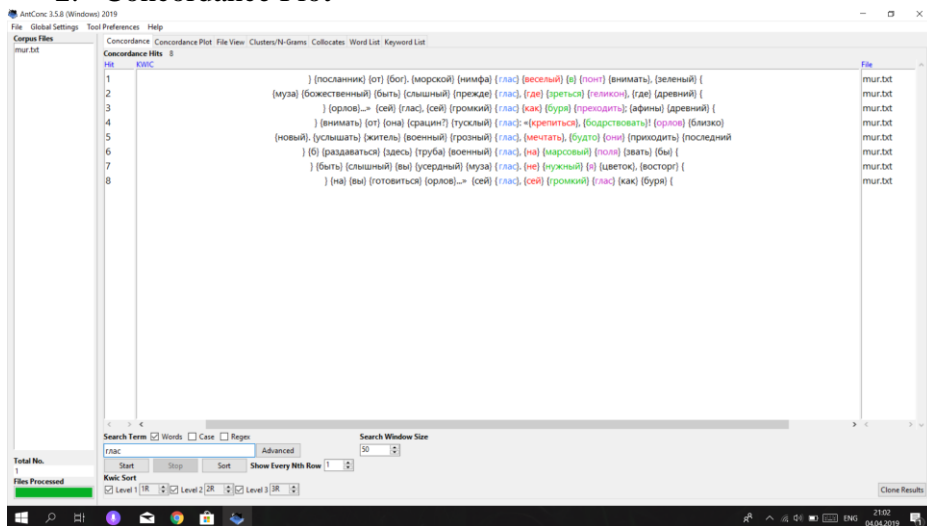 2. Concordance Plot
AntConc 3.5.8 (Windows) 2019
File Global Settings Tool Preferences Help
Corpus Files
mur.txt
Concordance Concordance Plot File View Clusters/N-Grams Collocates Word List Keyword List
Concordance Hits 8
Hit KWIC File
1 } {посланник} {от} {бог}. {морской} {нимфа} {глас} {веселый} {в} {понт} {внимать}, {зеленый} { mur.txt
2 {муза} {божественный} {быть} {слышный} {прежде} {глас}, {где} {зреться} {геликон}, {где} {древний} { mur.txt
3 } {орлов}...» {сей} {глас}, {сей} {громкий} {глас} {как} {буря} {преходить}; {афины} {древний} { mur.txt
4 } {внимать} {от} {она} {срацин?} {тусклый} {глас}: «{крепиться}, {бодрствовать}! {орлов} {близко} mur.txt
5 {новый}. {услышать} {житель} {военный} {грозный} {глас}, {мечтать}, {будто} {они} {приходить} {последний mur.txt
6 } {б} {раздаваться} {здесь} {труба} {военный} {глас}, {на} {марсовый} {поля} {звать} {бы} { mur.txt
7 } {быть} {слышный} {вы} {усердный} {муза} {глас}. {не} {нужный} {я} {цветок}, {восторг} { mur.txt
8 } {на} {вы} {готовиться} {орлов}...» {сей} {глас}, {сей} {громкий} {глас} {как} {буря} { mur.txt
Search Term Words Case Regex Search Window Size
глас Advanced 50
Start Stop Sort Show Every Nth Row 1
Kwic Sort
Level 1 1R Level 2 2R Level 3 3R
Clone Results
Total No.
1
Files Processed
ENG
21:02
04.04.2019